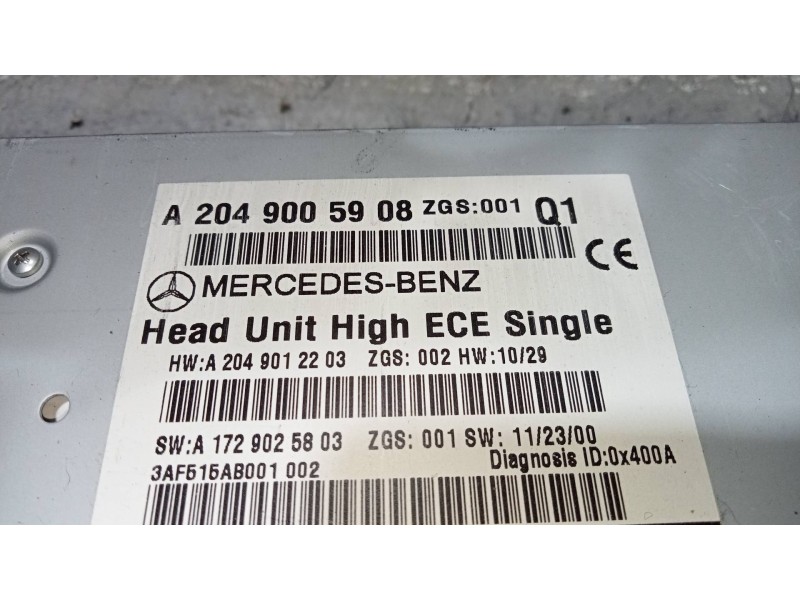 A 204 900 59 08 ZGS:001 Q1
CE
MERCEDES-BENZ
Head Unit High ECE Single
HW:A 204 901 22 03 ZGS: 002 HW:10/29
SW:A 172 902 58 03 ZGS: 001 SW: 11/23/00
3AF515AB001 002 Diagnosis ID:0x400A